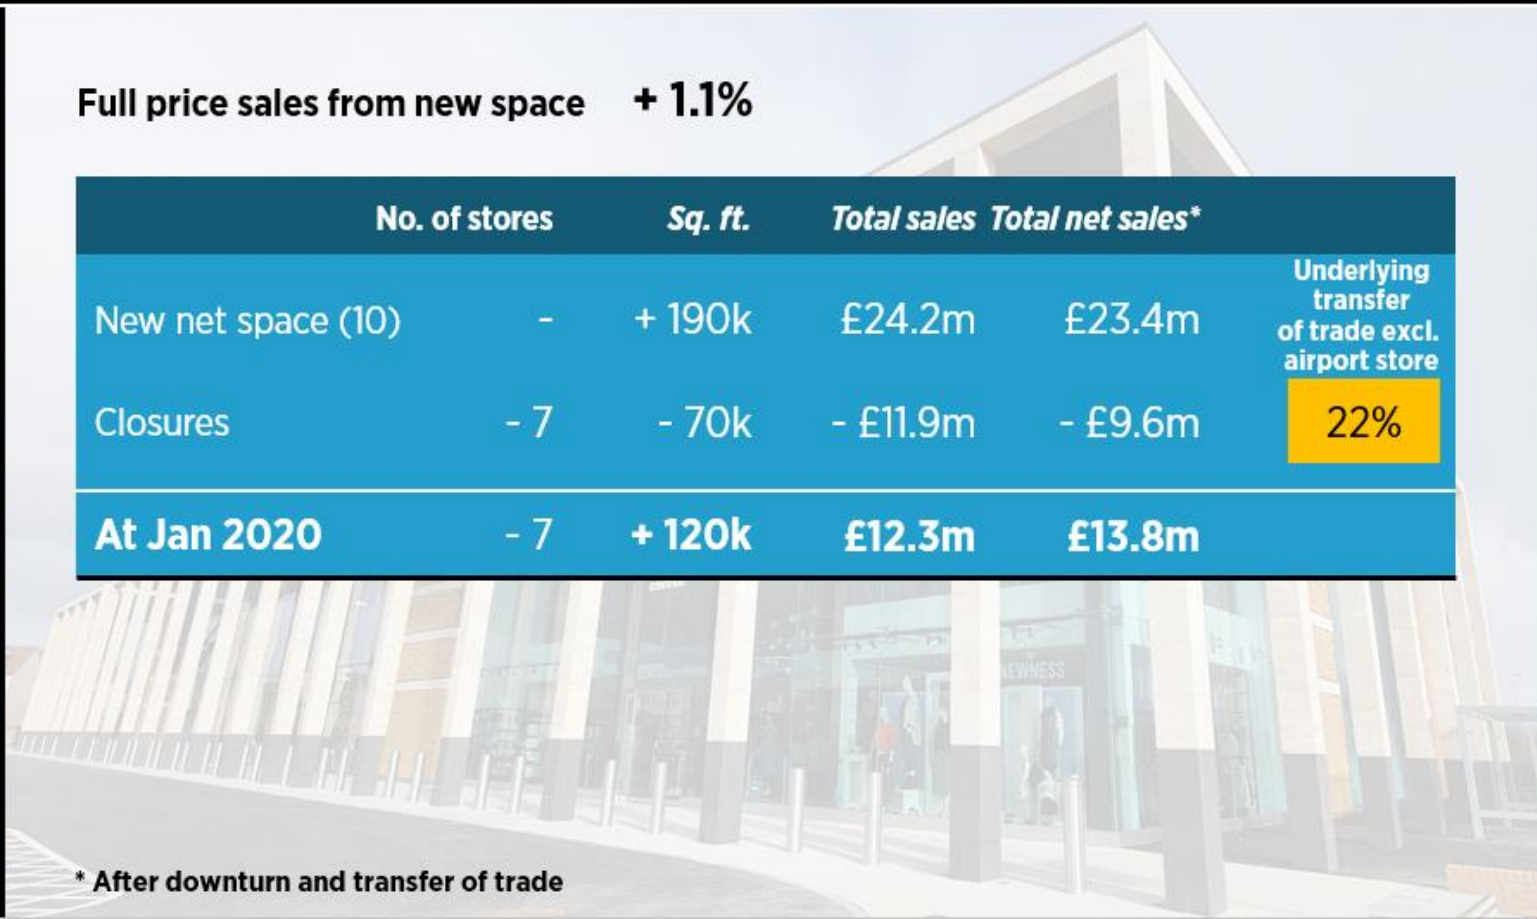 Full price sales from new space + 1.1%
No. of stores Sq. ft. Total sales Total net sales*
Underlying
transfer
of trade excl.
airport store
New net space (10) - + 190k £24.2m £23.4m
Closures - 7 - 70k - £11.9m - £9.6m 22%
At Jan 2020 - 7 + 120k £12.3m £13.8m
NEWNESS
* After downturn and transfer of trade